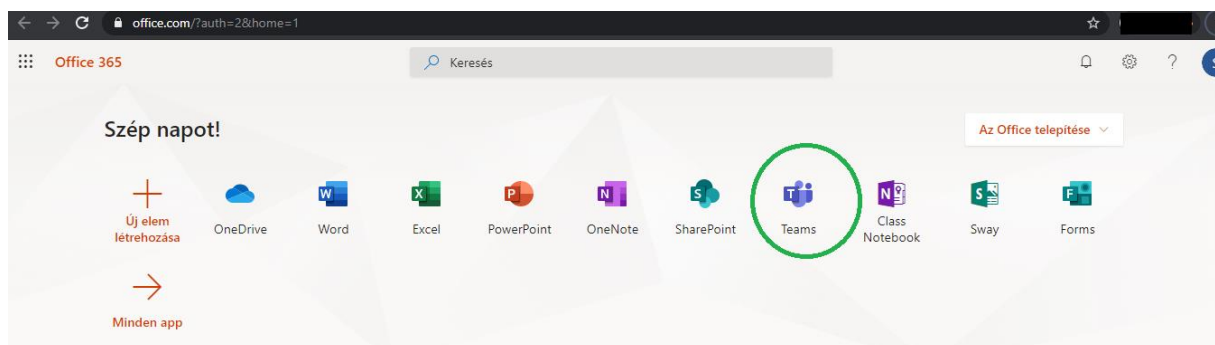 office.com/?auth=2&home=1
Office 365
Keresés
?
Szép napot!
Az Office telepítése
Új elem
létrehozása
OneDrive
Word
Excel
PowerPoint
OneNote
SharePoint
Teams
Class
Notebook
Sway
Forms
Minden app